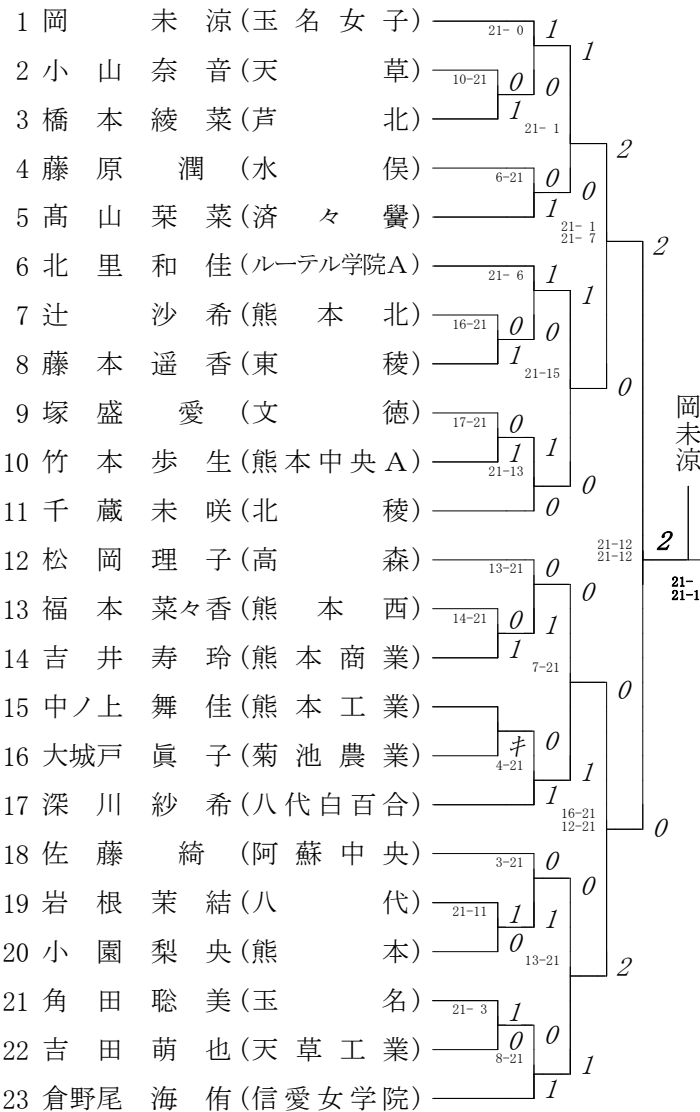 1 岡 未 涼 (玉名女子)
2 小 山 奈 音 (天 草)
3 橋 本 綾 菜 (芦 北)
4 藤 原 潤 (水 俣)
5 髙 山 栞 菜 (済 々 黌)
6 北 里 和 佳 (ルーテル学院A)
7 辻 沙 希 (熊 本 北)
8 藤 本 遥 香 (東 稜)
9 塚 盛 愛 (文 徳)
10 竹 本 歩 生 (熊本中央A)
11 千 蔵 未 咲 (北 稜)
12 松 岡 理 子 (高 森)
13 福 本 菜々香 (熊 本 西)
14 吉 井 寿 玲 (熊本商業)
15 中ノ上 舞 佳 (熊本工業)
16 大城戸 眞 子 (菊池農業)
17 深 川 紗 希 (八代白百合)
18 佐 藤 綺 (阿蘇中央)
19 岩 根 茉 結 (八 代)
20 小 園 梨 央 (熊 本)
21 角 田 聡 美 (玉 名)
22 吉 田 萌 也 (天草工業)
23 倉野尾 海 侑 (信愛女学院)
21- 0 1
10-21 0 0
1
21- 1
1
6-21 0
1
0
2
21- 1
21- 7
21- 6 1
16-21 0 0
1
21-15
1
17-21 0
1
21-13 1
0
0
0
2
13-21 0
14-21 0 1
1
7-21
0
キ 0
4-21
1
1
0
16-21
12-21
3-21 0
21-11 1 1
0
13-21
0
21- 3 1
0
8-21 0
1
1
2
0
21-12
21-12
2
岡未涼
21-
21-1